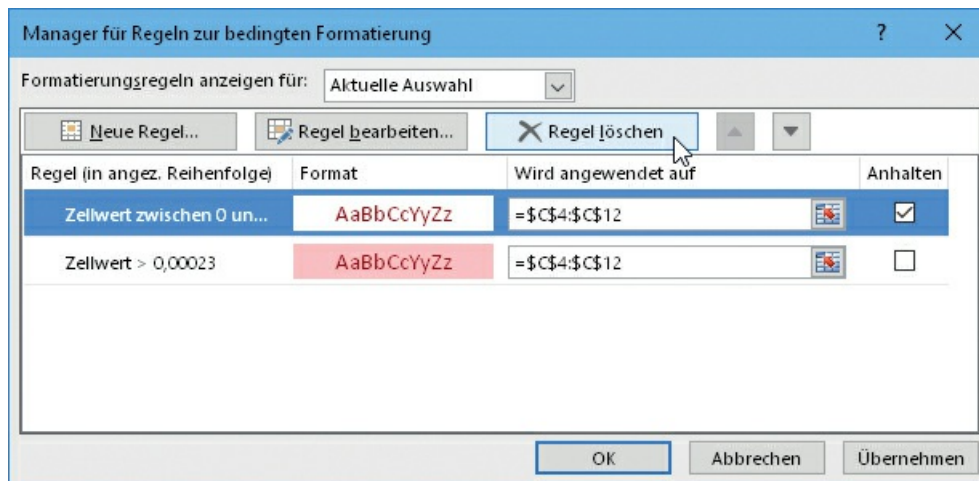 Manager für Regeln zur bedingten Formatierung ?
Formatierungsregeln anzeigen für: Aktuelle Auswahl
Neue Regel... Regel bearbeiten... Regel löschen
Regel (in angez. Reihenfolge) Format Wird angewendet auf Anhalten
Zellwert zwischen 0 un... AaBbCcYyZz =$C$4:$C$12
Zellwert > 0,00023 AaBbCcYyZz =$C$4:$C$12
OK Abbrechen Übernehmen